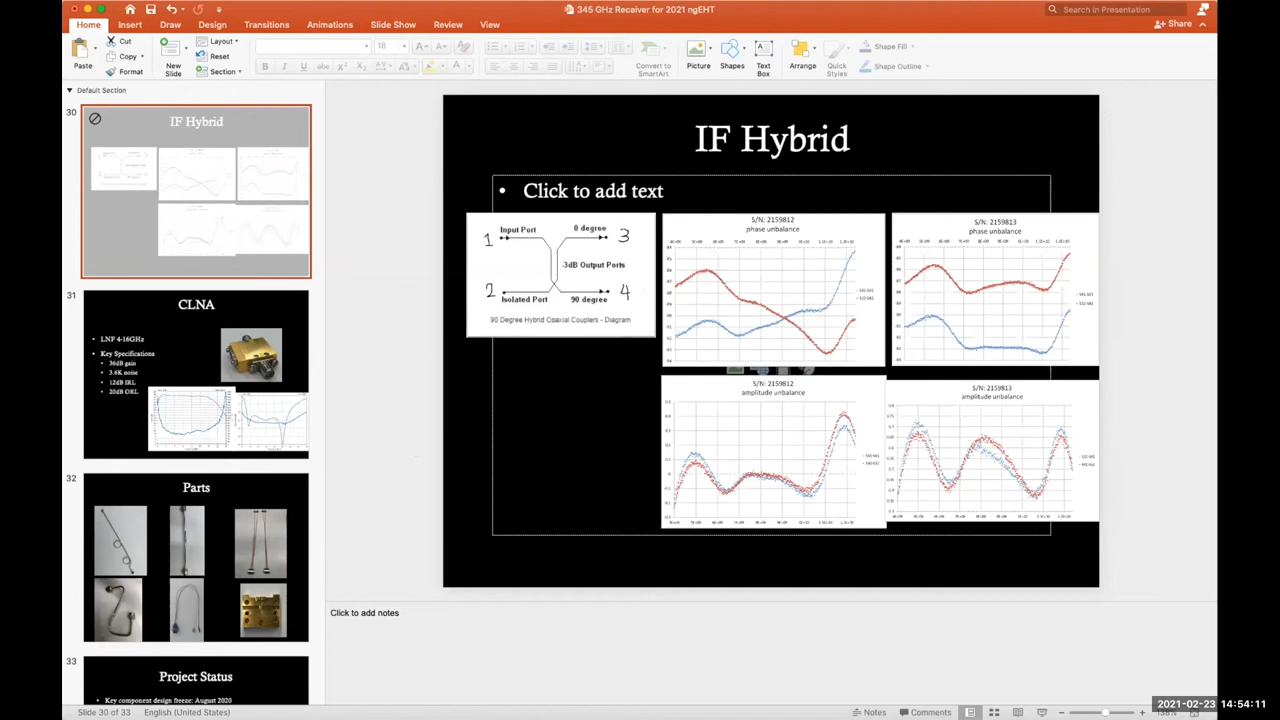 345 GHz Receiver for 2021 ngEHT
Search in Presentation
Home Insert Draw Design Transitions Animations Slide Show Review View
Share
Paste
Cut
Copy
Format
New Slide
Layout
Reset
Section
18
Convert to SmartArt
Picture
Shapes
Text Box
Arrange
Quick Styles
Shape Fill
Shape Outline
Default Section
30
IF Hybrid
31
CLNA
• LNF 4-16GHz
• Key Specifications
• 36dB gain
• 3.6K noise
• 12dB IRL
• 20dB ORL
32
Parts
33
Project Status
• Key component design freeze: August 2020
IF Hybrid
• Click to add text
1 Input Port
0 degree 3
-3dB Output Ports
2 Isolated Port
90 degree 4
90 Degree Hybrid Coaxial Couplers - Diagram
S/N: 2159812
phase unbalance
S/N: 2159813
phase unbalance
S/N: 2159812
amplitude unbalance
S/N: 2159813
amplitude unbalance
Click to add notes
Slide 30 of 33 English (United States)
Notes Comments
2021-02-23 14:54:11